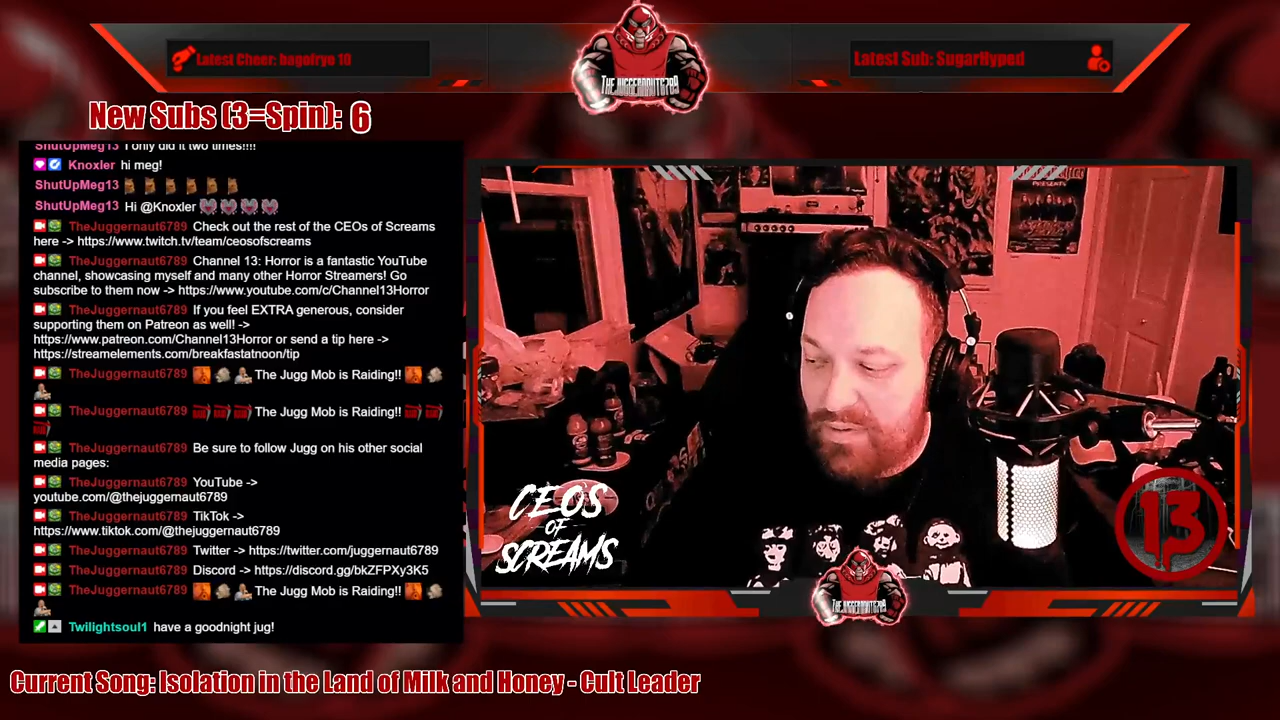 Latest Cheer: bagofryo 10
THEJUGGERNAUT6789
Latest Sub: SugarHyped
New Subs (3=Spin): 6
ShutUpMeg13 I only did it two times!!!!
Knoxler hi meg!
ShutUpMeg13
ShutUpMeg13 Hi @Knoxler
TheJuggernaut6789 Check out the rest of the CEOs of Screams
here -> https://www.twitch.tv/team/ceosofscreams
TheJuggernaut6789 Channel 13: Horror is a fantastic YouTube
channel, showcasing myself and many other Horror Streamers! Go
subscribe to them now -> https://www.youtube.com/c/Channel13Horror
TheJuggernaut6789 If you feel EXTRA generous, consider
supporting them on Patreon as well! ->
https://www.patreon.com/Channel13Horror or send a tip here ->
https://streamelements.com/breakfastatnoon/tip
TheJuggernaut6789 The Jugg Mob is Raiding!!
TheJuggernaut6789 The Jugg Mob is Raiding!!
TheJuggernaut6789 Be sure to follow Jugg on his other social
media pages:
TheJuggernaut6789 YouTube ->
youtube.com/@thejuggernaut6789
TheJuggernaut6789 TikTok ->
https://www.tiktok.com/@thejuggernaut6789
TheJuggernaut6789 Twitter -> https://twitter.com/juggernaut6789
TheJuggernaut6789 Discord -> https://discord.gg/bkZFPXy3K5
TheJuggernaut6789 The Jugg Mob is Raiding!!
Twilightsoul1 have a goodnight jug!
PRESENTS
CEOS
OF
SCREAMS
13
THEJUGGERNAUT6789
Current Song: Isolation in the Land of Milk and Honey - Cult Leader